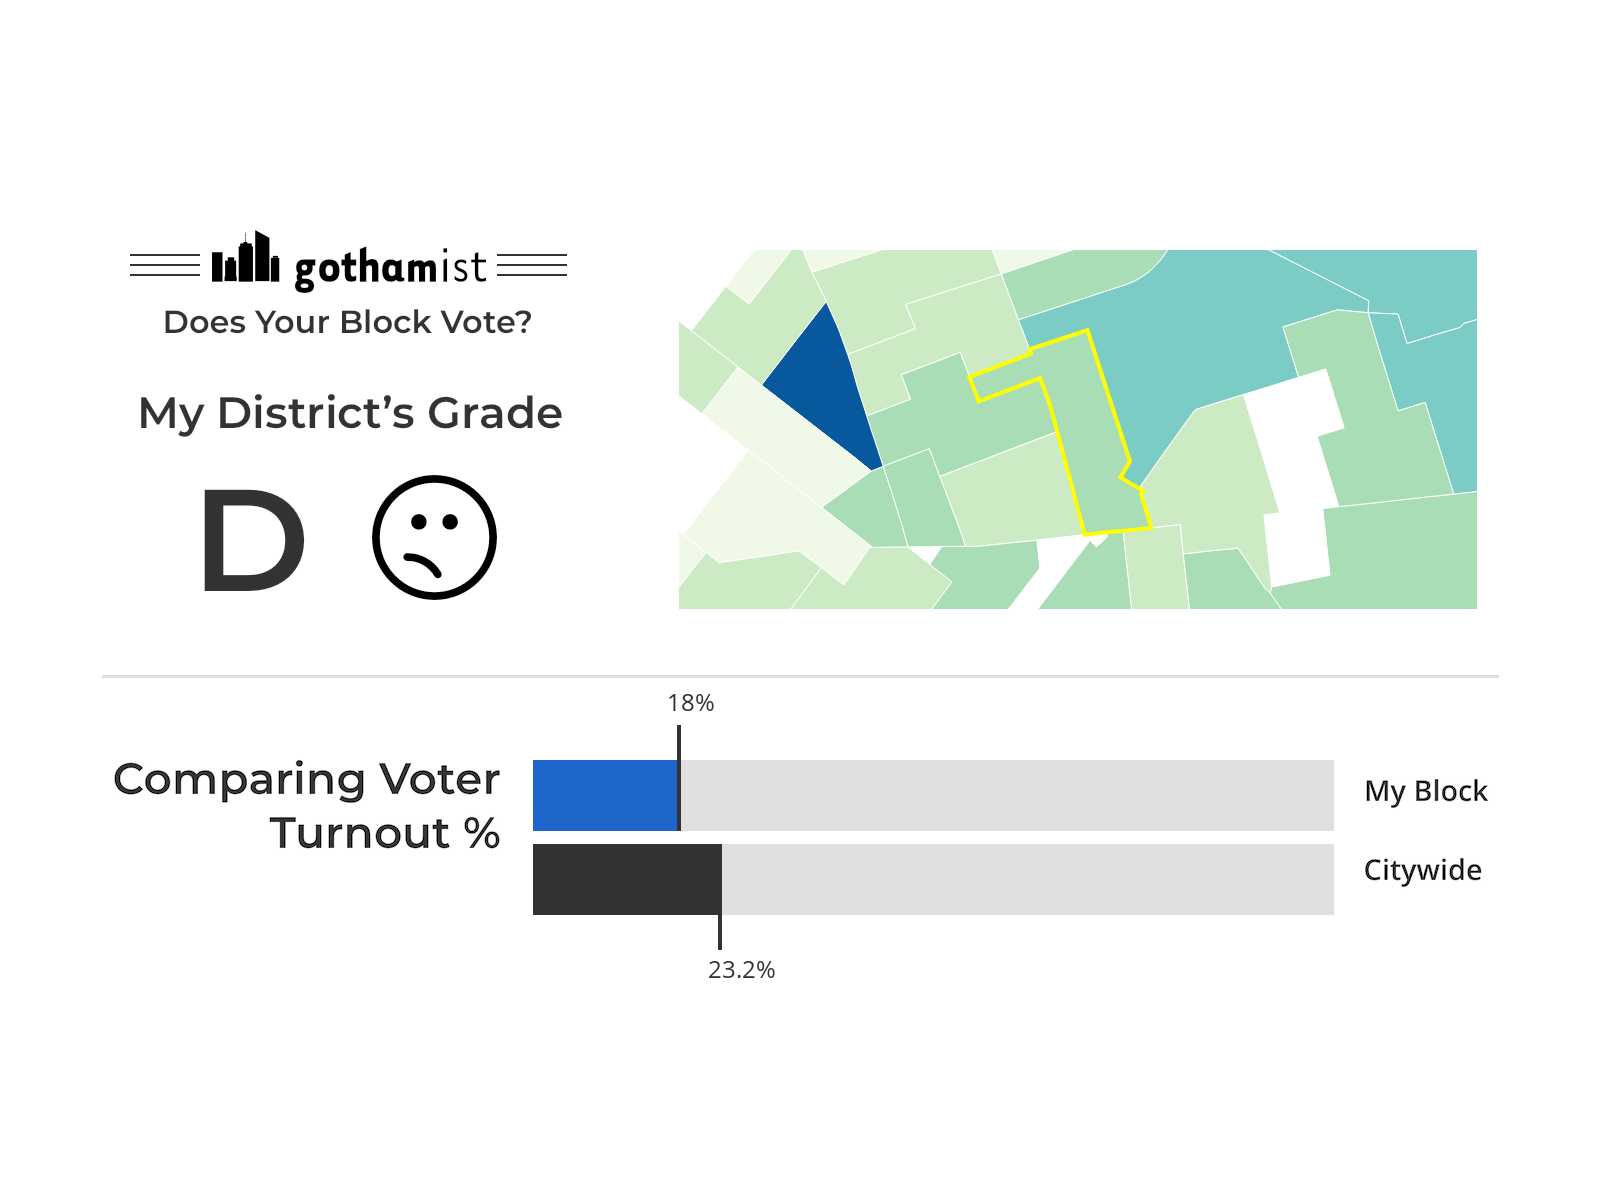 gothamist
Does Your Block Vote?
My District’s Grade
D
18%
Comparing Voter
Turnout %
My Block
Citywide
23.2%